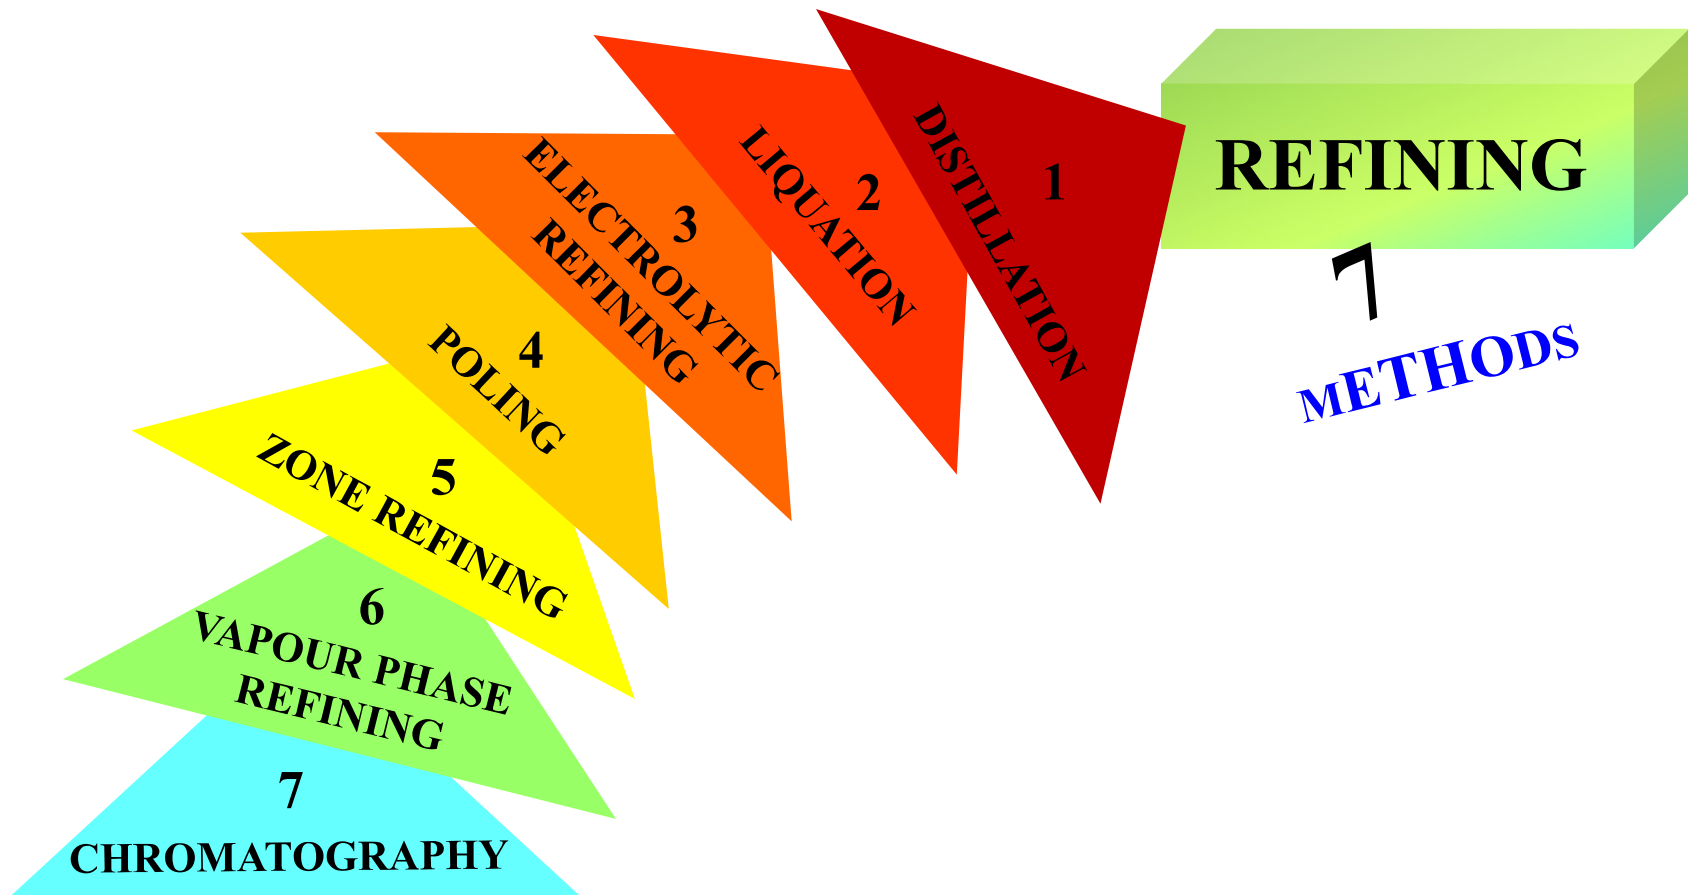 REFINING
7
METHODS
1
DISTILLATION
2
LIQUATION
3
ELECTROLYTIC
REFINING
4
POLING
5
ZONE REFINING
6
VAPOUR PHASE
REFINING
7
CHROMATOGRAPHY